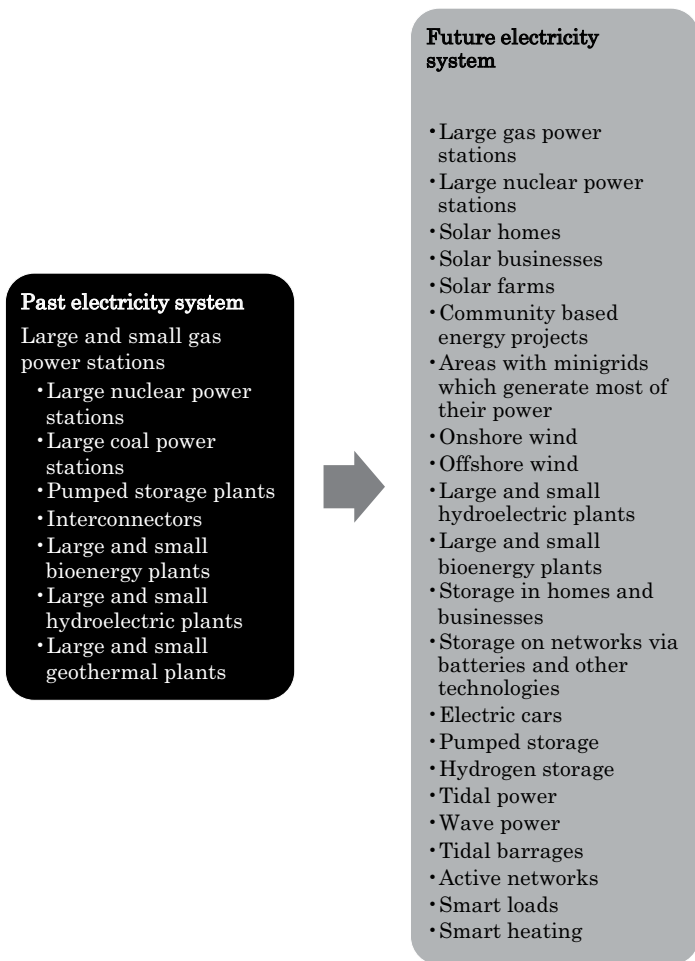 Past electricity system
Large and small gas
power stations
•Large nuclear power
stations
•Large coal power
stations
•Pumped storage plants
•Interconnectors
•Large and small
bioenergy plants
•Large and small
hydroelectric plants
•Large and small
geothermal plants
Future electricity
system
•Large gas power
stations
•Large nuclear power
stations
•Solar homes
•Solar businesses
•Solar farms
•Community based
energy projects
•Areas with minigrids
which generate most of
their power
•Onshore wind
•Offshore wind
•Large and small
hydroelectric plants
•Large and small
bioenergy plants
•Storage in homes and
businesses
•Storage on networks via
batteries and other
technologies
•Electric cars
•Pumped storage
•Hydrogen storage
•Tidal power
•Wave power
•Tidal barrages
•Active networks
•Smart loads
•Smart heating